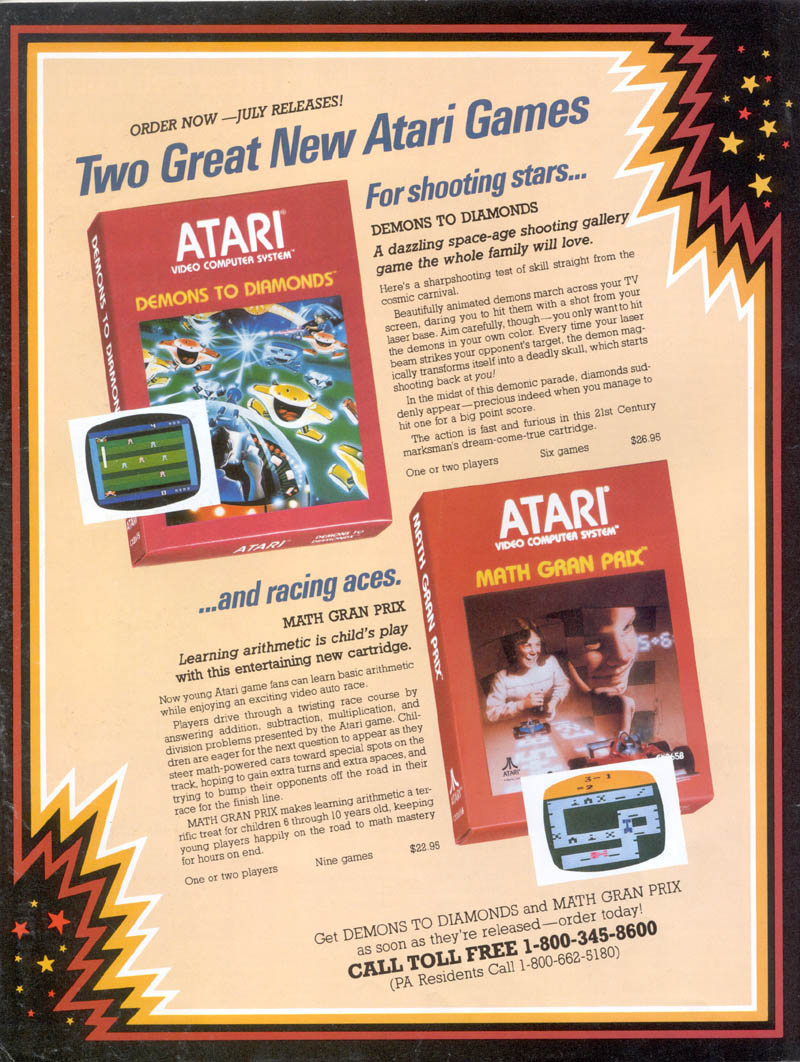 ORDER NOW —JULY RELEASES!
Two Great New Atari Games
For shooting stars...
DEMONS TO DIAMONDS
A dazzling space-age shooting gallery
game the whole family will love.
Here's a sharpshooting test of skill straight from the
cosmic carnival.
Beautifully animated demons march across your TV
screen, daring you to hit them with a shot from your
laser base. Aim carefully, though—you only want to hit
the demons in your own color. Every time your laser
beam strikes your opponent's target, the demon mag-
ically transforms itself into a deadly skull, which starts
shooting back at you!
In the midst of this demonic parade, diamonds sud-
denly appear—precious indeed when you manage to
hit one for a big point score.
The action is fast and furious in this 21st Century
marksman's dream-come-true cartridge.
One or two players Six games $26.95
DEMONS TO DIAMONDS
ATARI®
VIDEO COMPUTER SYSTEM™
DEMONS TO DIAMONDS™
ATARI®
DEMONS TO
DIAMONDS™
...and racing aces.
MATH GRAN PRIX
Learning arithmetic is child's play
with this entertaining new cartridge.
Now young Atari game fans can learn basic arithmetic
while enjoying an exciting video auto race.
Players drive through a twisting race course by
answering addition, subtraction, multiplication, and
division problems presented by the Atari game. Chil-
dren are eager for the next question to appear as they
steer math-powered cars toward special spots on the
track, hoping to gain extra turns and extra spaces, and
trying to bump their opponents off the road in their
race for the finish line.
MATH GRAN PRIX makes learning arithmetic a ter-
rific treat for children 6 through 10 years old, keeping
young players happily on the road to math mastery
for hours on end.
One or two players Nine games $22.95
MATH GRAN PRIX
ATARI®
VIDEO COMPUTER SYSTEM™
MATH GRAN PRIX™
5+6
ATARI
ATARI
CX2658
3-1
=2
Get DEMONS TO DIAMONDS and MATH GRAN PRIX
as soon as they're released—order today!
CALL TOLL FREE 1-800-345-8600
(PA Residents Call 1-800-662-5180)